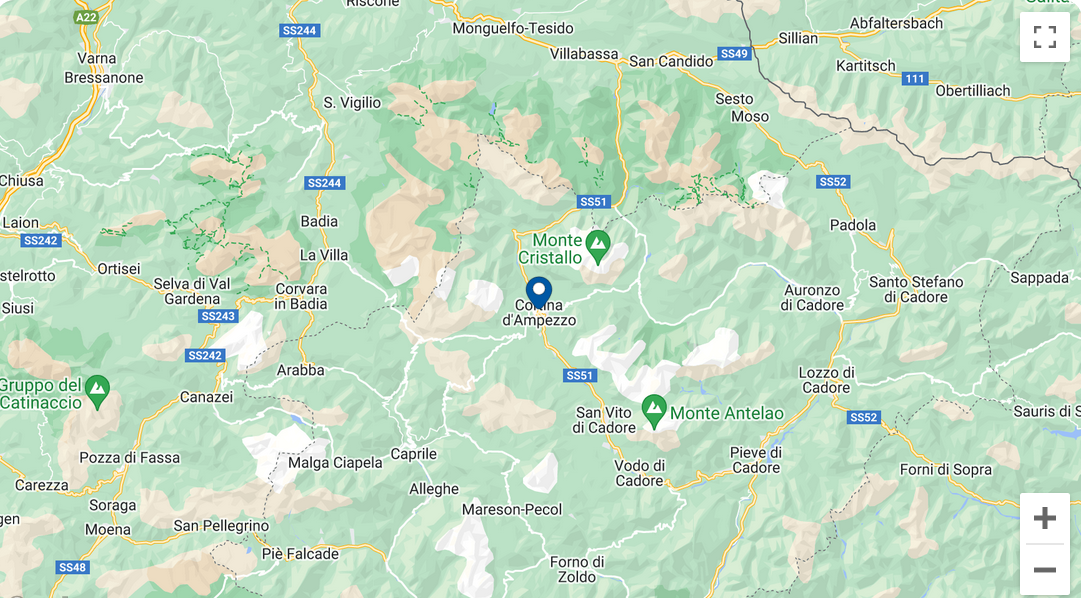 Riscone
A22
SS244
Monguelfo-Tesido
Abfaltersbach
Sillian
Villabassa
SS49
San Candido
Varna
Bressanone
Kartitsch
111
Obertilliach
S. Vigilio
Sesto
Moso
Chiusa
SS244
SS52
SS51
Laion
SS242
Badia
Padola
Monte
Cristallo
La Villa
Ortisei
stelrotto
Selva di Val
Gardena
Corvara
in Badia
Siusi
SS243
Cortina
d'Ampezzo
Auronzo
di Cadore
Santo Stefano
di Cadore
Sappada
SS242
Arabba
SS51
Lozzo di
Cadore
Gruppo del
Catinaccio
Canazei
San Vito
di Cadore
Monte Antelao
SS52
Sauris di S
Pozza di Fassa
Malga Ciapela
Caprile
Vodo di
Cadore
Pieve di
Cadore
Forni di Sopra
Carezza
Alleghe
Soraga
Mareson-Pecol
gen
Moena
San Pellegrino
Piè Falcade
SS48
Forno di
Zoldo